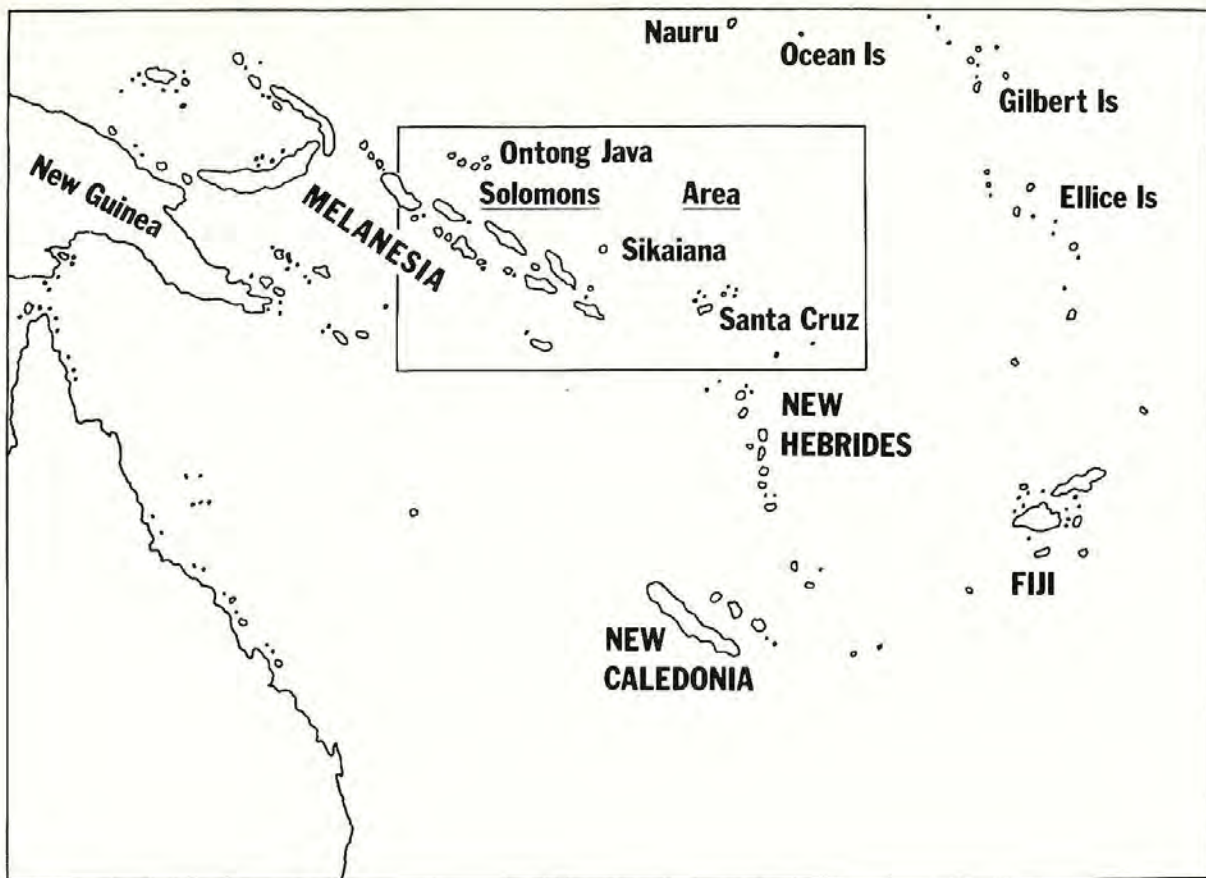 Nauru
Ocean Is
Gilbert Is
Ontong Java
Solomons Area
New Guinea
MELANESIA
Ellice Is
Sikaiana
Santa Cruz
NEW
HEBRIDES
FIJI
NEW
CALEDONIA